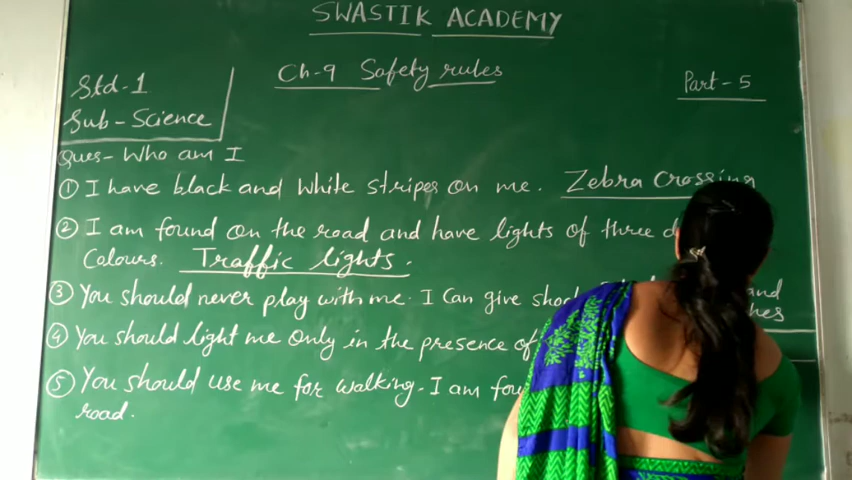 SWASTIK ACADEMY
Ch-9 Safety rules
Std-1
Part-5
Sub-Science
Ques- Who am I
① I have black and white stripes on me. Zebra Crossing
② I am found on the road and have lights of three
Colours. Traffic lights.
③ You should never play with me. I can give and
④ You should light me only in the presence of
⑤ You should use me for walking. I am
road.